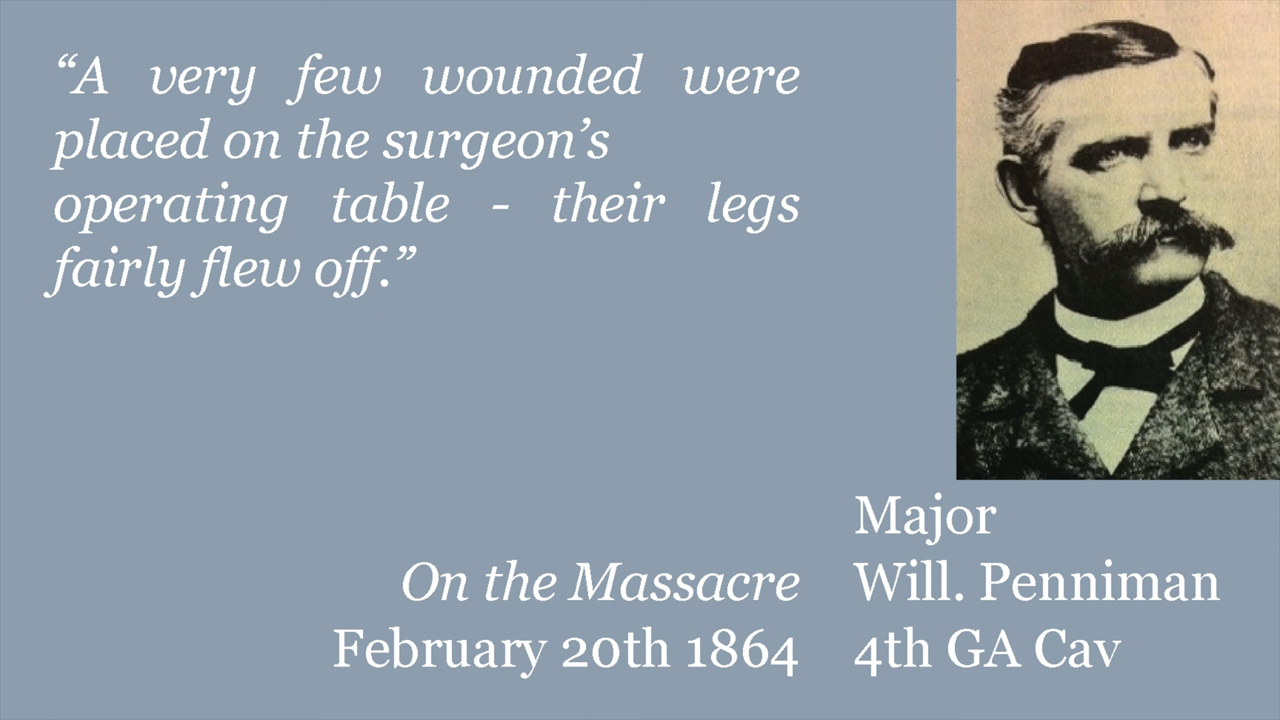 “A very few wounded were
placed on the surgeon’s
operating table - their legs
fairly flew off.”
On the Massacre
February 20th 1864
Major
Will. Penniman
4th GA Cav